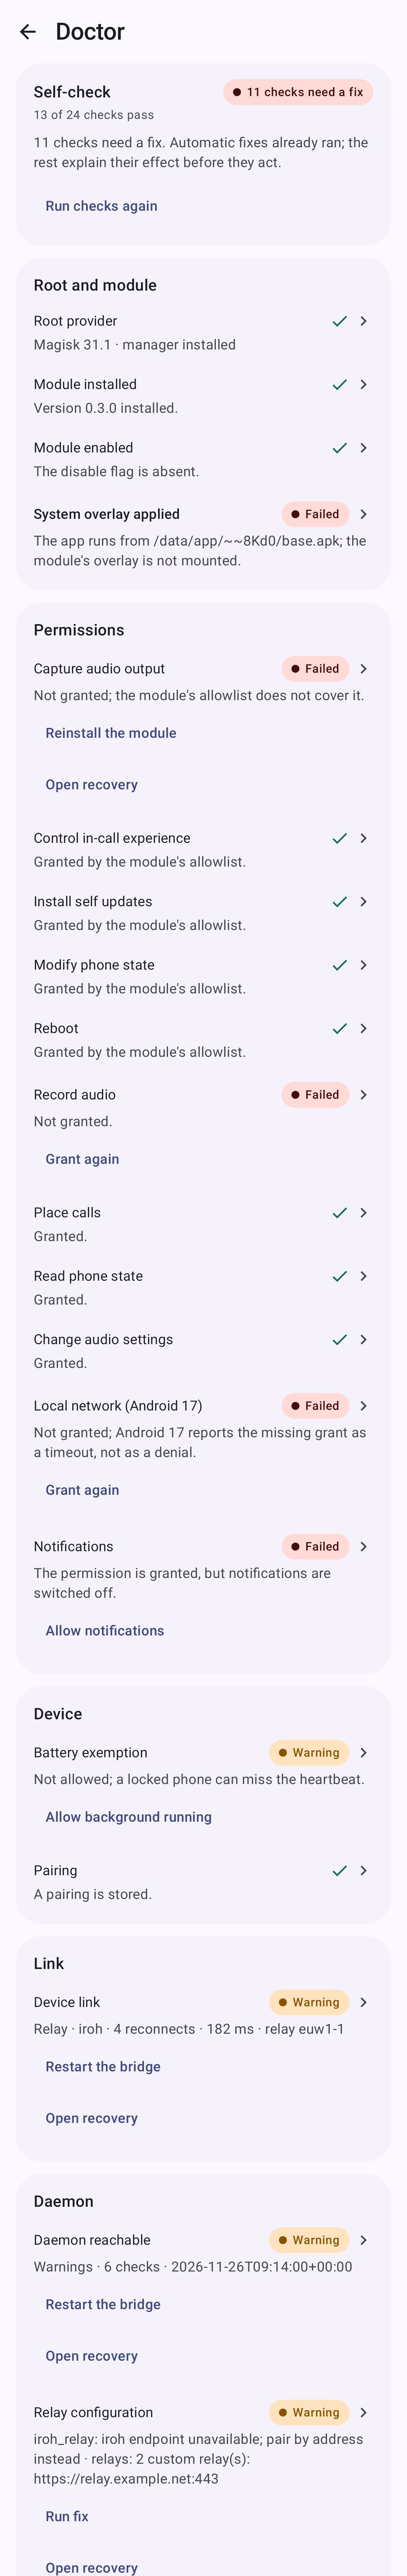 Doctor
Self-check
11 checks need a fix
13 of 24 checks pass
11 checks need a fix. Automatic fixes already ran; the
rest explain their effect before they act.
Run checks again
Root and module
Root provider
Magisk 31.1 · manager installed
Module installed
Version 0.3.0 installed.
Module enabled
The disable flag is absent.
System overlay applied
Failed
The app runs from /data/app/~~8Kd0/base.apk; the
module's overlay is not mounted.
Permissions
Capture audio output
Failed
Not granted; the module's allowlist does not cover it.
Reinstall the module
Open recovery
Control in-call experience
Granted by the module's allowlist.
Install self updates
Granted by the module's allowlist.
Modify phone state
Granted by the module's allowlist.
Reboot
Granted by the module's allowlist.
Record audio
Failed
Not granted.
Grant again
Place calls
Granted.
Read phone state
Granted.
Change audio settings
Granted.
Local network (Android 17)
Failed
Not granted; Android 17 reports the missing grant as
a timeout, not as a denial.
Grant again
Notifications
Failed
The permission is granted, but notifications are
switched off.
Allow notifications
Device
Battery exemption
Warning
Not allowed; a locked phone can miss the heartbeat.
Allow background running
Pairing
A pairing is stored.
Link
Device link
Warning
Relay · iroh · 4 reconnects · 182 ms · relay euw1-1
Restart the bridge
Open recovery
Daemon
Daemon reachable
Warning
Warnings · 6 checks · 2026-11-26T09:14:00+00:00
Restart the bridge
Open recovery
Relay configuration
Warning
iroh_relay: iroh endpoint unavailable; pair by address
instead · relays: 2 custom relay(s):
https://relay.example.net:443
Run fix
Open recovery